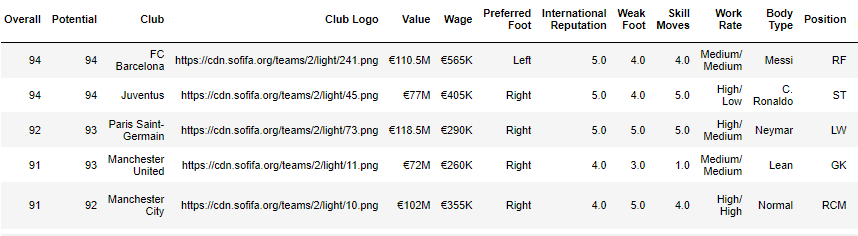 Overall Potential Club Club Logo Value Wage Preferred Foot International Reputation Weak Foot Skill Moves Work Rate Body Type Position
94 94 FC Barcelona https://cdn.sofifa.org/teams/2/light/241.png €110.5M €565K Left 5.0 4.0 4.0 Medium/ Medium Messi RF
94 94 Juventus https://cdn.sofifa.org/teams/2/light/45.png €77M €405K Right 5.0 4.0 5.0 High/ Low C. Ronaldo ST
92 93 Paris Saint-Germain https://cdn.sofifa.org/teams/2/light/73.png €118.5M €290K Right 5.0 5.0 5.0 High/ Medium Neymar LW
91 93 Manchester United https://cdn.sofifa.org/teams/2/light/11.png €72M €260K Right 4.0 3.0 1.0 Medium/ Medium Lean GK
91 92 Manchester City https://cdn.sofifa.org/teams/2/light/10.png €102M €355K Right 4.0 5.0 4.0 High/ High Normal RCM